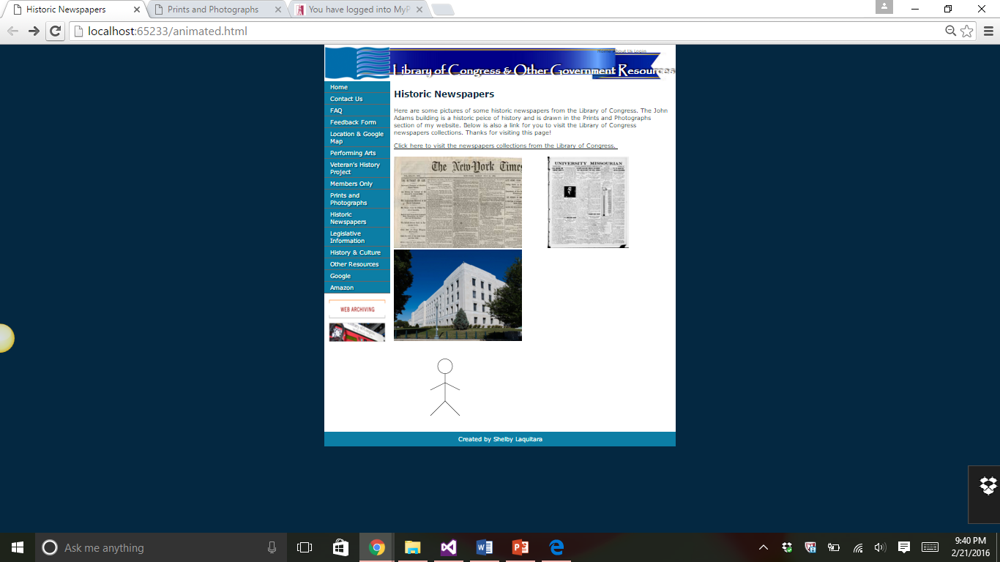 Historic Newspapers
Prints and Photographs
You have logged into MyP
localhost:65233/animated.html
Home About Us Login
Library of Congress & Other Government Resources
Home
Contact Us
FAQ
Feedback Form
Location & Google
Map
Performing Arts
Veteran's History
Project
Members Only
Prints and
Photographs
Historic
Newspapers
Legislative
Information
History & Culture
Other Resources
Google
Amazon
WEB ARCHIVING
Historic Newspapers
Here are some pictures of some historic newspapers from the Library of Congress. The John
Adams building is a historic peice of history and is drawn in the Prints and Photographs
section of my website. Below is also a link for you to visit the Library of Congress
newspapers collections. Thanks for visiting this page!
Click here to visit the newspapers collections from the Library of Congress.
The New-York Times
UNIVERSITY MISSOURIAN
Created by Shelby Laquitara
Ask me anything
9:40 PM
2/21/2016